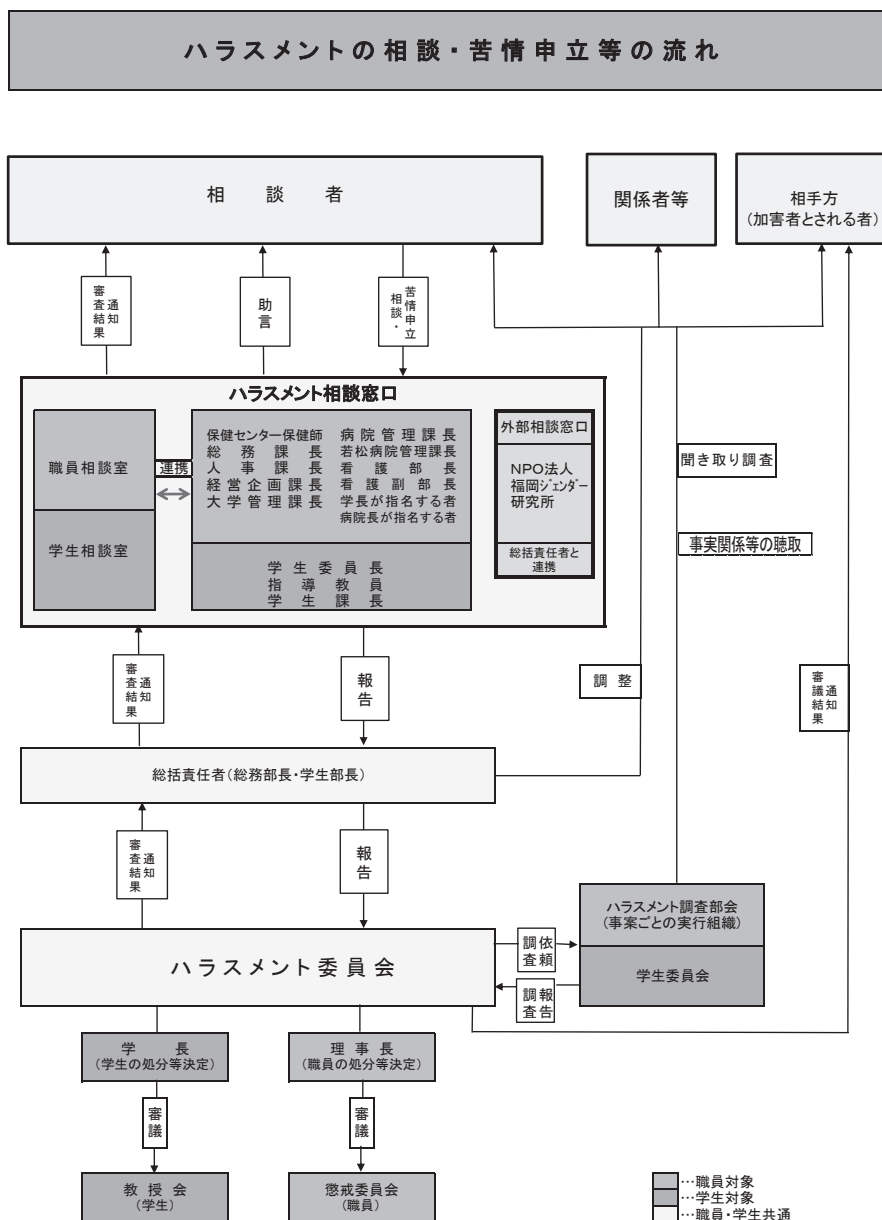 ハラスメントの相談・苦情申立等の流れ
相談者
関係者等
相手方
(加害者とされる者)
審査結果
通知
助言
相談・
苦情申立
ハラスメント相談窓口
職員相談室
学生相談室
連携
保健センター保健師
総務課長
人事課長
経営企画課長
大学管理課長
病院管理課長
若松病院管理課長
看護部長
看護副部長
学長が指名する者
病院長が指名する者
学生委員長
指導教員
学生課長
外部相談窓口
NPO法人
福岡ジェンダー
研究所
総括責任者と
連携
聞き取り調査
事実関係等の聴取
審査結果
通知
報告
調整
審議結果
通知
総括責任者(総務部長・学生部長)
審査結果
通知
報告
ハラスメント委員会
調査
依頼
調査
報告
ハラスメント調査部会
(事案ごとの実行組織)
学生委員会
学長
(学生の処分等決定)
理事長
(職員の処分等決定)
審議
審議
教授会
(学生)
懲戒委員会
(職員)
…職員対象
…学生対象
…職員・学生共通